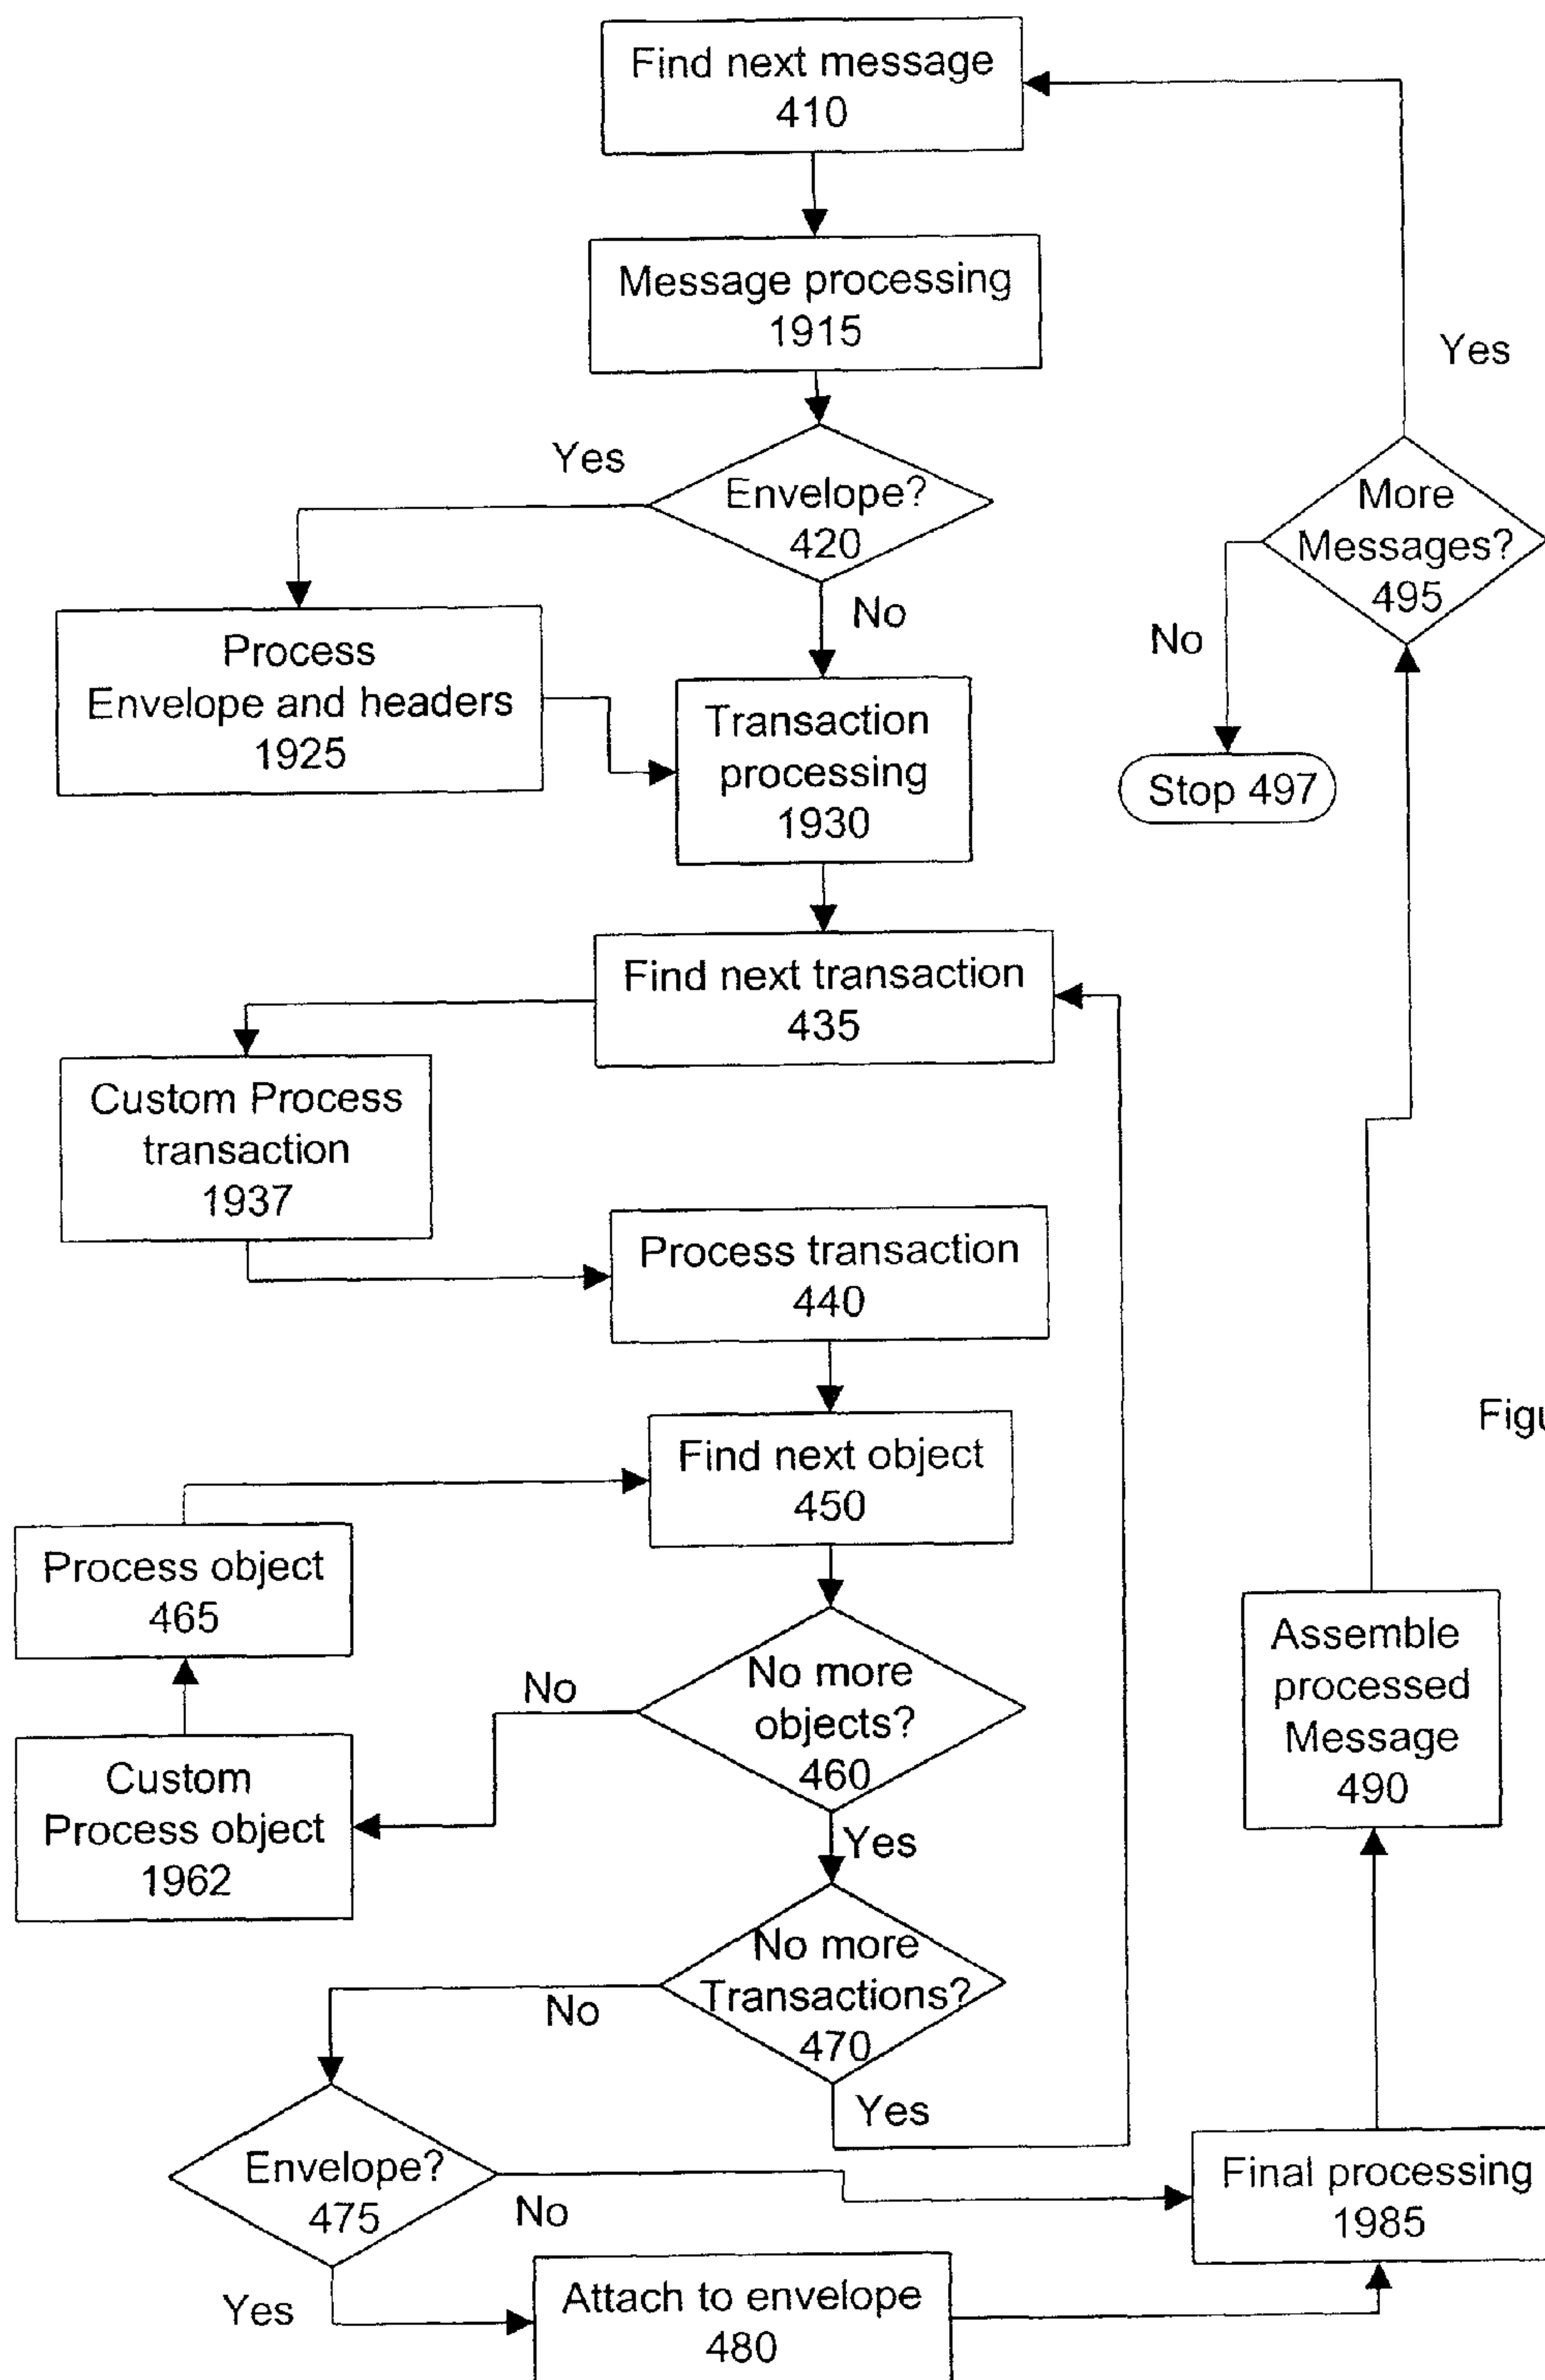 Find next message
410
Message processing
1915
Yes
Envelope?
420
No
Process
Envelope and headers
1925
Transaction
processing
1930
Yes
More
Messages?
495
No
Stop 497
Find next transaction
435
Custom Process
transaction
1937
Process transaction
440
Find next object
450
Process object
465
No more
objects?
460
No
Custom
Process object
1962
Yes
No more
Transactions?
470
No
Yes
Envelope?
475
No
Yes
Attach to envelope
480
Final processing
1985
Assemble
processed
Message
490